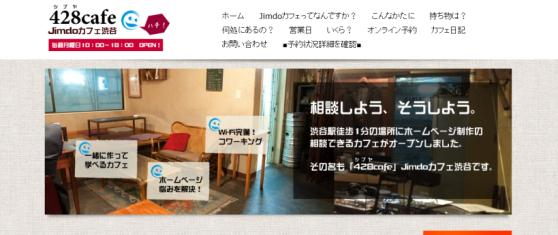 シブヤ
428cafe
Jimdoカフェ渋谷
ハチ!
毎週月曜日10:00~18:00 OPEN!
ホーム Jimdoカフェってなんですか? こんなかたに 持ち物は?
何処にあるの? 営業日 いくら? オンライン予約 カフェ日記
お問い合わせ ■予約状況詳細を確認■
相談しよう、そうしよう。
渋谷駅徒歩1分の場所にホームページ制作の
相談できるカフェがオープンしました。
シブヤ
その名も「428cafe」Jimdoカフェ渋谷です。
Wi-Fi完備!
コワーキング
一緒に作って
学べるカフェ
ホームページ
悩みを解決!